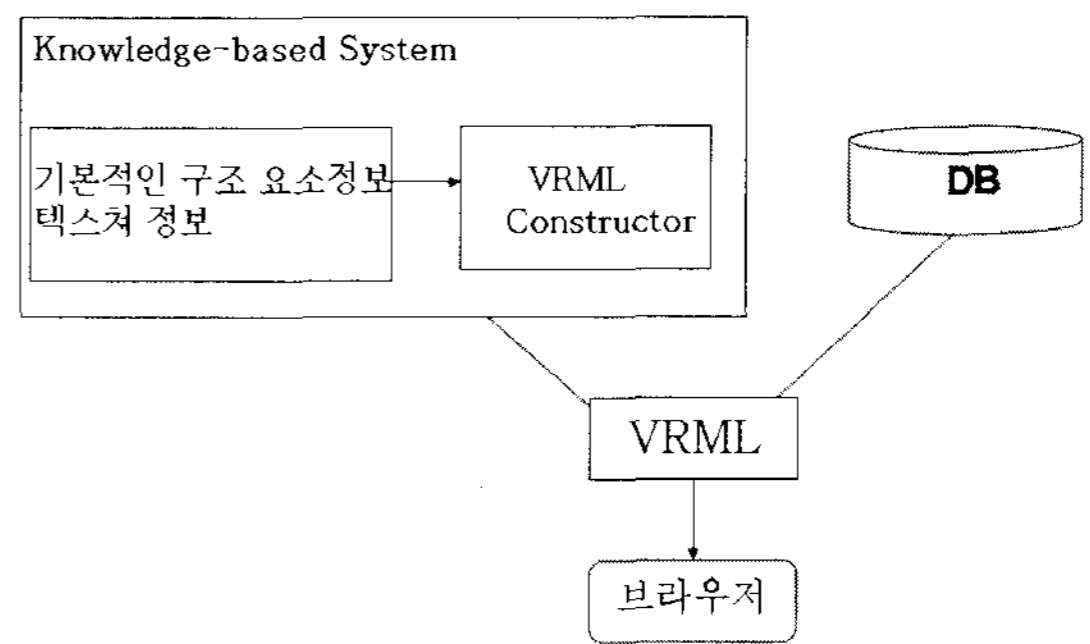 Knowledge-based System
기본적인 구조 요소정보
텍스쳐 정보
VRML
Constructor
DB
VRML
브라우저